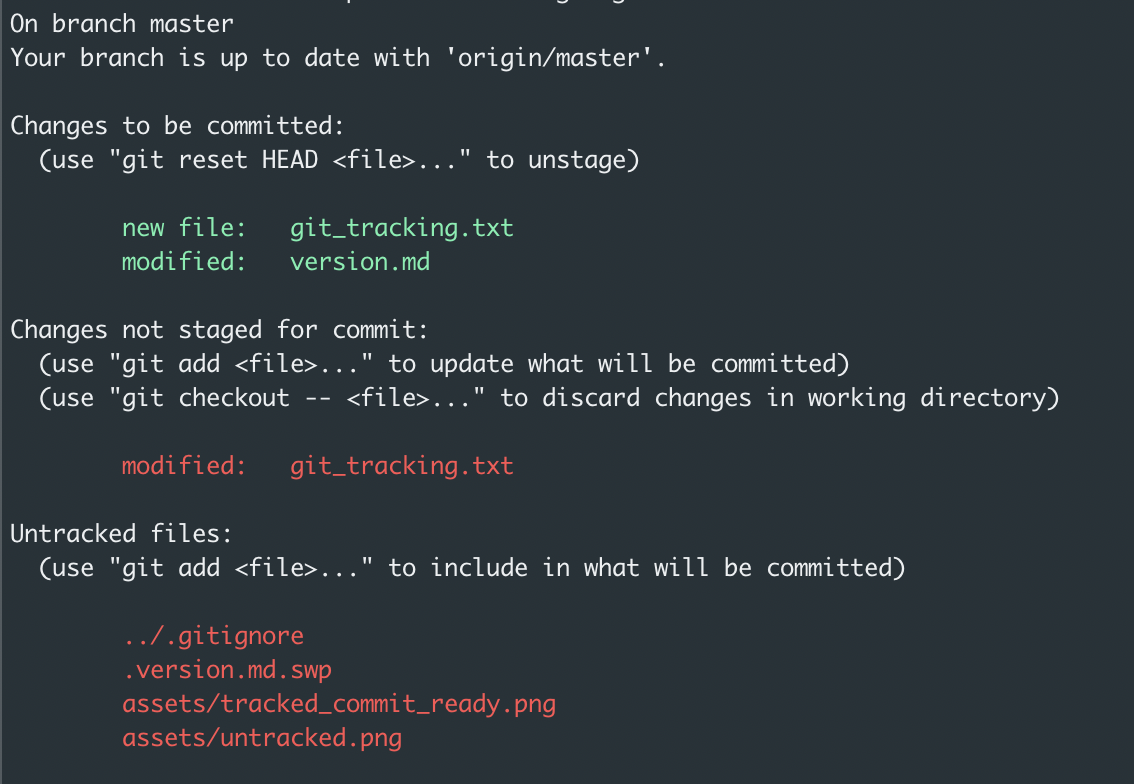 On branch master
Your branch is up to date with 'origin/master'.
Changes to be committed:
(use "git reset HEAD <file>..." to unstage)
new file: git_tracking.txt
modified: version.md
Changes not staged for commit:
(use "git add <file>..." to update what will be committed)
(use "git checkout -- <file>..." to discard changes in working directory)
modified: git_tracking.txt
Untracked files:
(use "git add <file>..." to include in what will be committed)
../.gitignore
.version.md.swp
assets/tracked_commit_ready.png
assets/untracked.png